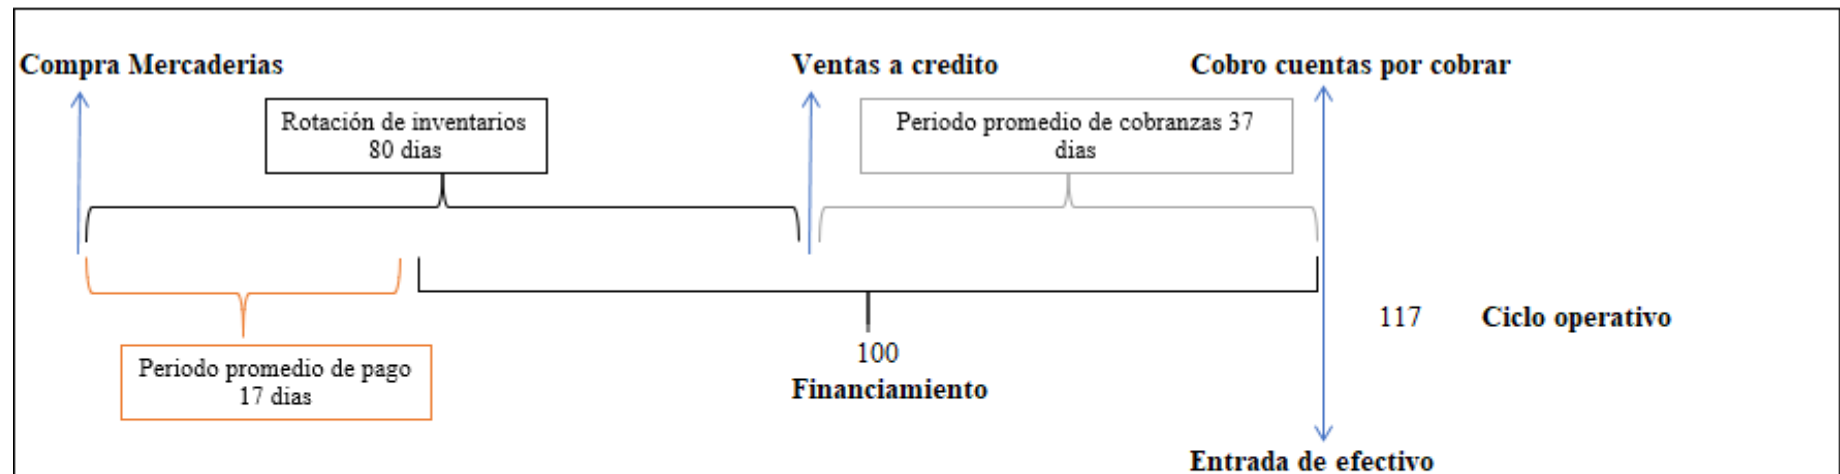 Compra Mercaderias
Ventas a credito
Cobro cuentas por cobrar
Rotación de inventarios
80 dias
Periodo promedio de cobranzas 37
dias
117
Ciclo operativo
Periodo promedio de pago
17 dias
100
Financiamiento
Entrada de efectivo